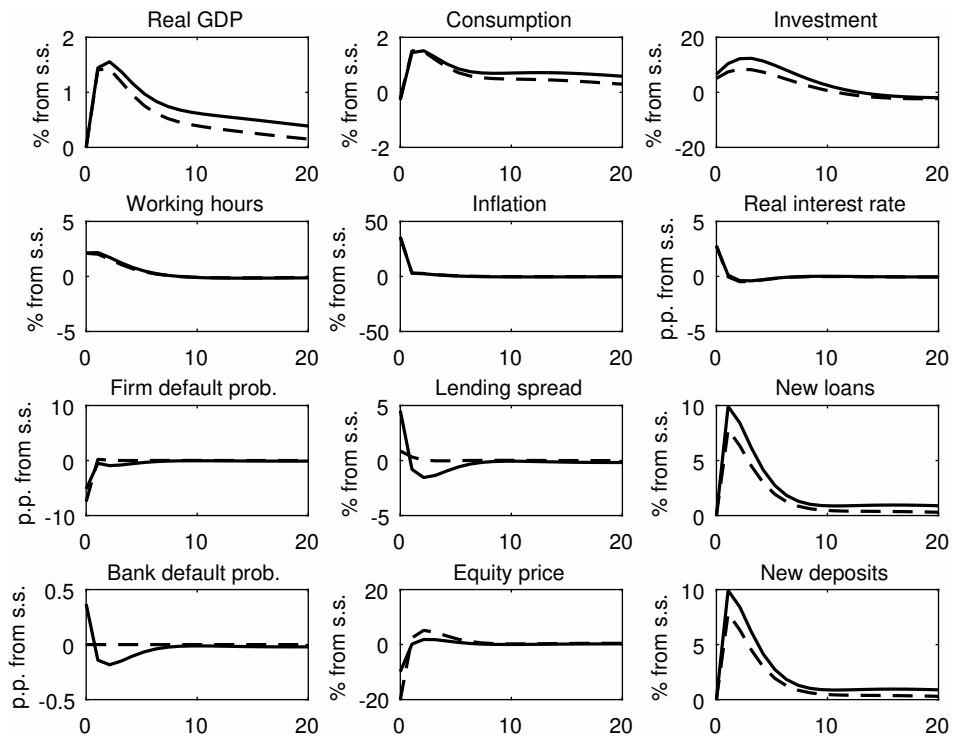 Real GDP
% from s.s.
2
1
0
0 10 20
Consumption
% from s.s.
2
0
-2
0 10 20
Investment
% from s.s.
20
0
-20
0 10 20
Working hours
% from s.s.
5
0
-5
0 10 20
Inflation
% from s.s.
50
0
-50
0 10 20
Real interest rate
p.p. from s.s.
5
0
-5
0 10 20
Firm default prob.
p.p. from s.s.
10
0
-10
0 10 20
Lending spread
% from s.s.
5
0
-5
0 10 20
New loans
% from s.s.
10
5
0
0 10 20
Bank default prob.
p.p. from s.s.
0.5
0
-0.5
0 10 20
Equity price
% from s.s.
20
0
-20
0 10 20
New deposits
% from s.s.
10
5
0
0 10 20